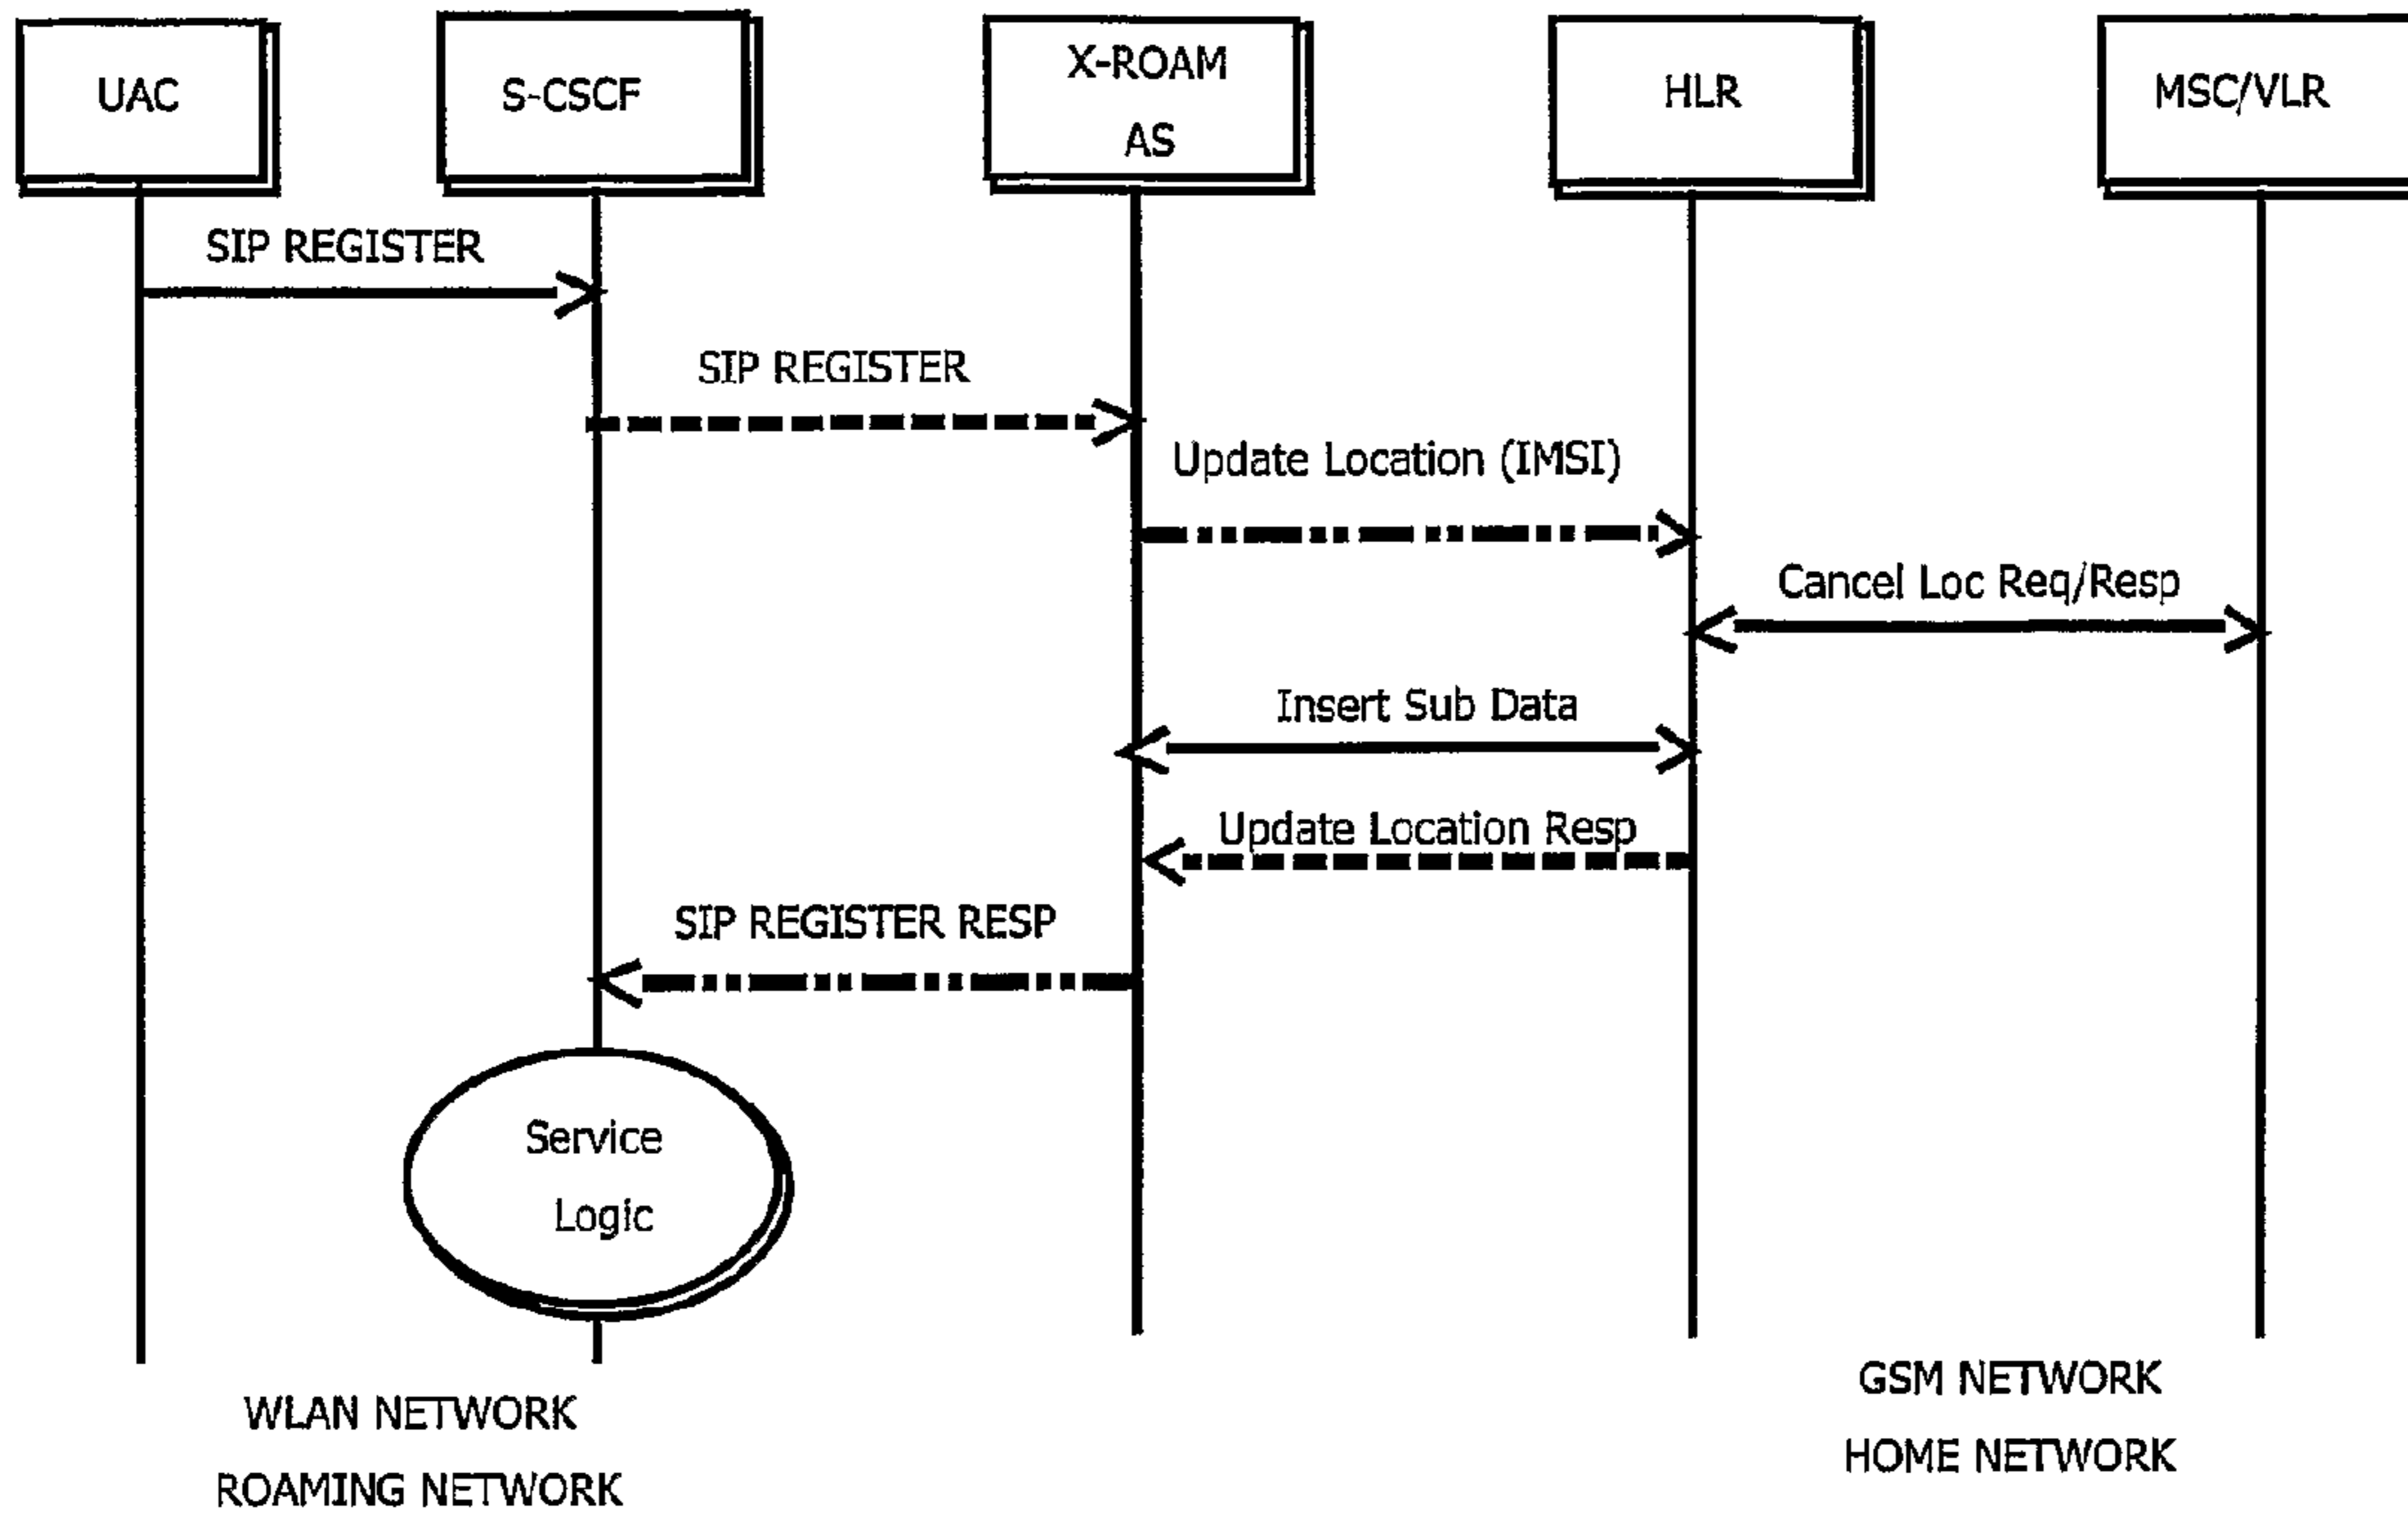 UAC
S-CSCF
X-ROAM
AS
HLR
MSC/VLR
SIP REGISTER
SIP REGISTER
Update Location (IMSI)
Cancel Loc Req/Resp
Insert Sub Data
Update Location Resp
SIP REGISTER RESP
Service
Logic
WLAN NETWORK
ROAMING NETWORK
GSM NETWORK
HOME NETWORK